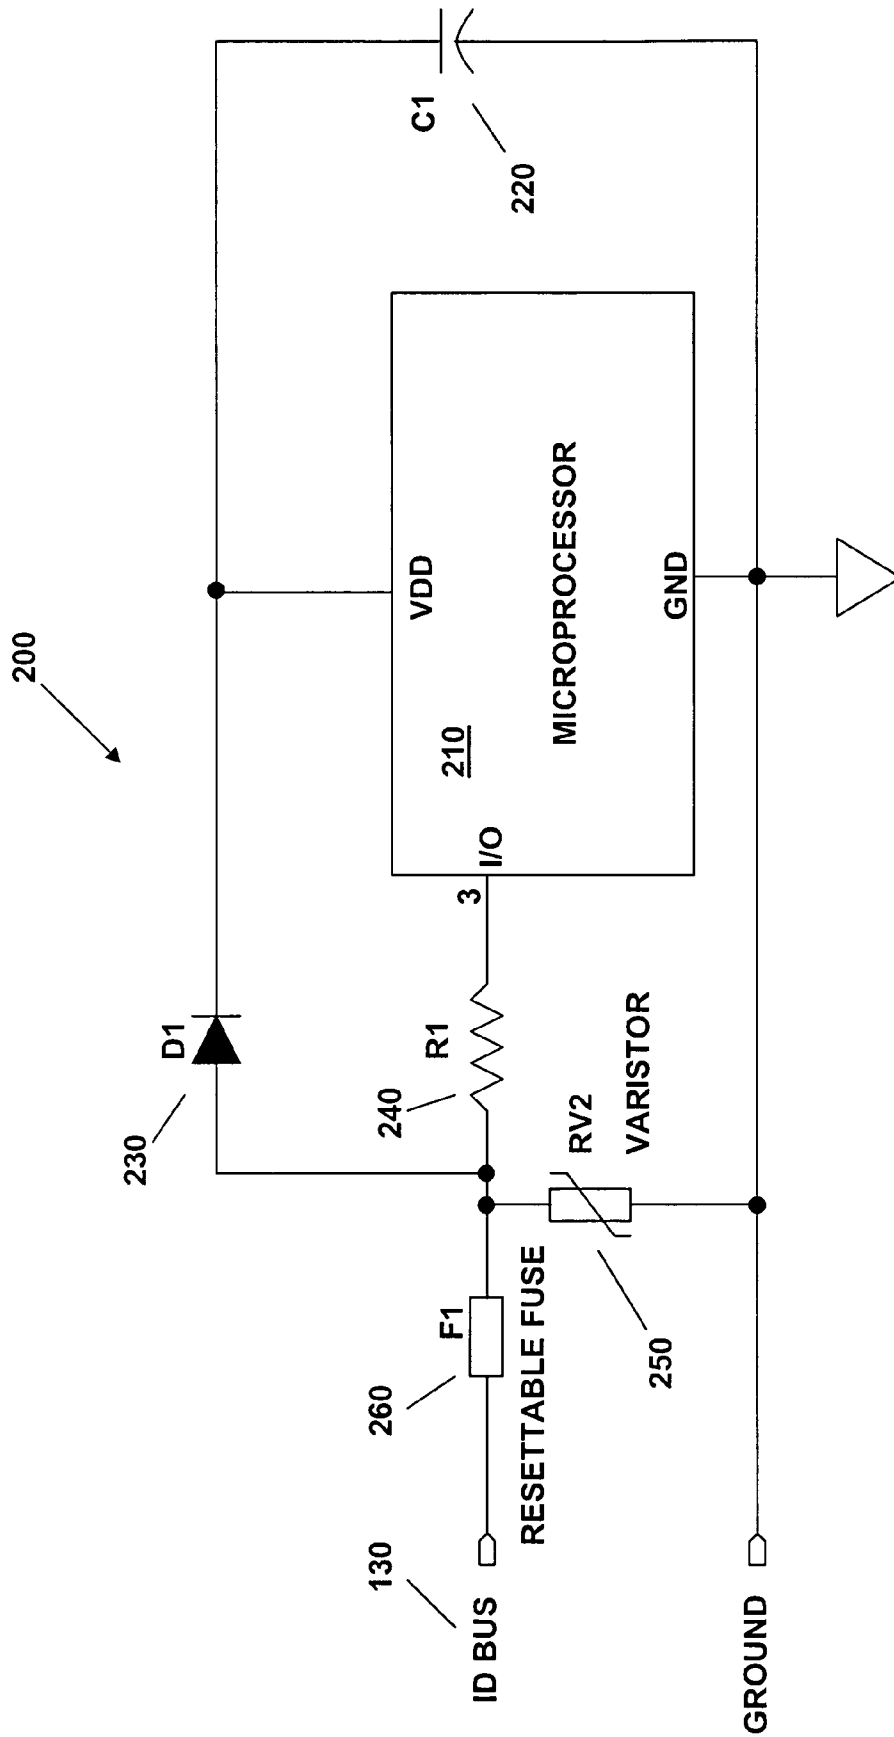 200
230
D1
VDD
C1
220
210
MICROPROCESSOR
I/O
3
GND
240
R1
RV2
VARISTOR
250
260
F1
RESETTABLE FUSE
130
ID BUS
GROUND